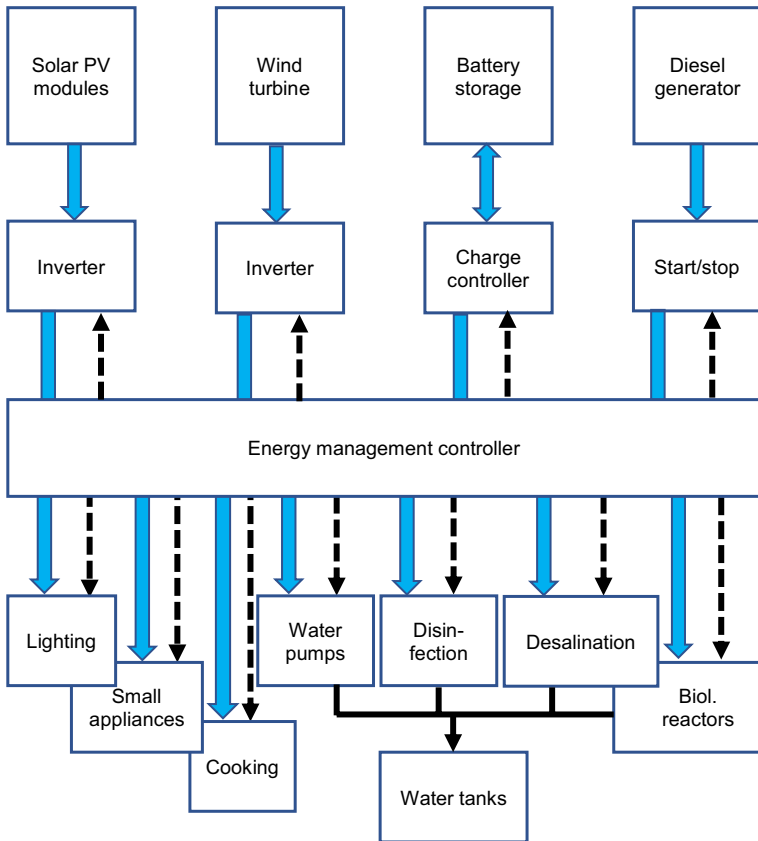 Solar PV
modules
Wind
turbine
Battery
storage
Diesel
generator
Inverter
Inverter
Charge
controller
Start/stop
Energy management controller
Lighting
Small
appliances
Cooking
Water
pumps
Disin-
fection
Desalination
Biol.
reactors
Water tanks